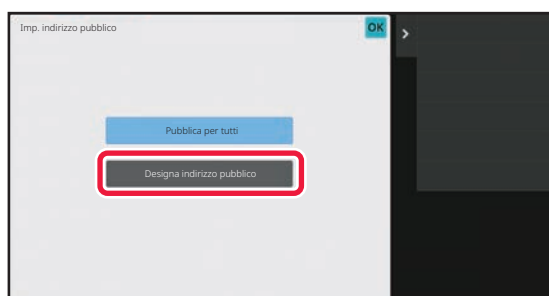 Imp. indirizzo pubblico
OK
Pubblica per tutti
Designa indirizzo pubblico